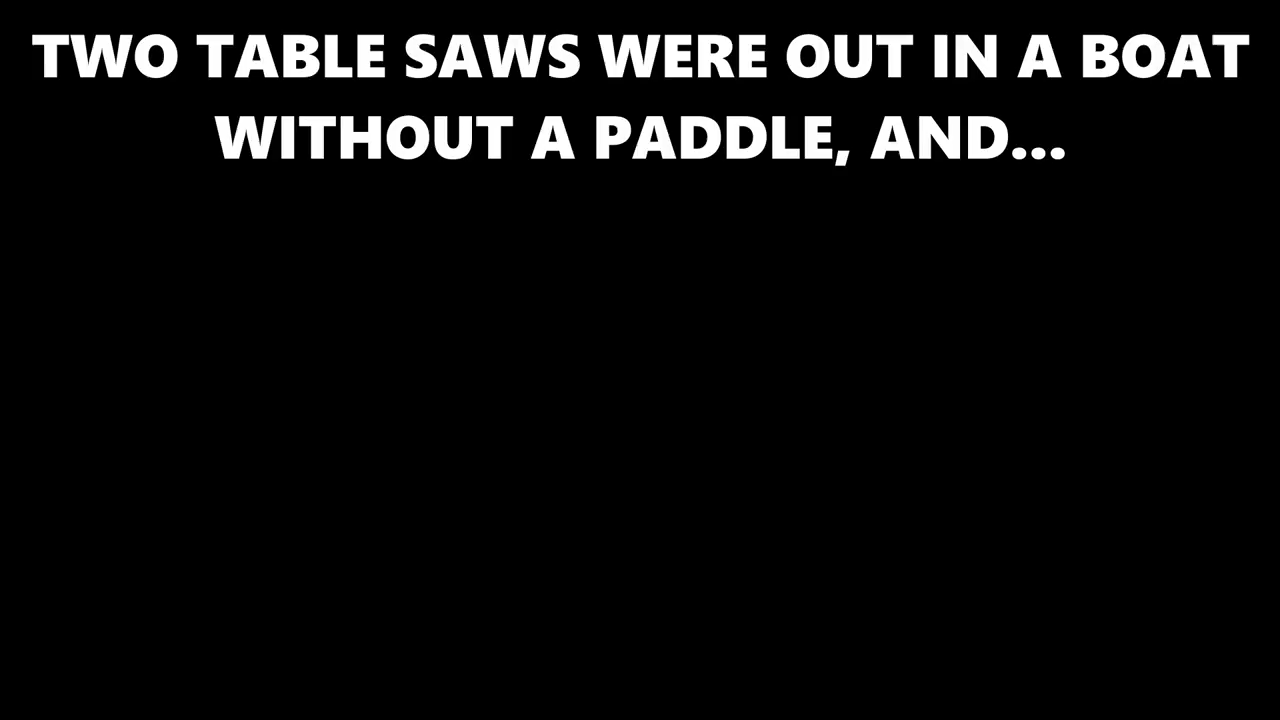 TWO TABLE SAWS WERE OUT IN A BOAT
WITHOUT A PADDLE, AND...